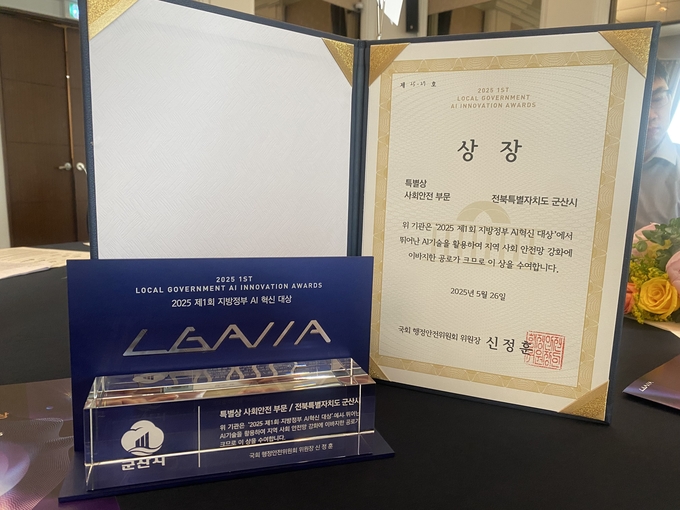 2025 1ST
LOCAL GOVERNMENT
AI INNOVATION AWARDS
상 장
특별상
사회안전 부문 전북특별자치도 군산시
위 기관은 '2025 제1회 지방정부 AI혁신 대상'에서
뛰어난 AI기술을 활용하여 지역 사회 안전망 강화에
이바지한 공로가 크므로 이 상을 수여합니다.
2025년 5월 26일
국회 행정안전위원회 위원장 신정훈
2025 1ST
LOCAL GOVERNMENT AI INNOVATION AWARDS
2025 제1회 지방정부 AI 혁신 대상
LGAIIA
특별상 사회안전 부문 / 전북특별자치도 군산시
위 기관은 '2025 제1회 지방정부 AI혁신 대상'에서 뛰어난
AI기술을 활용하여 지역 사회 안전망 강화에 이바지한 공로가
크므로 이 상을 수여합니다.
국회 행정안전위원회 위원장 신정훈
군산시